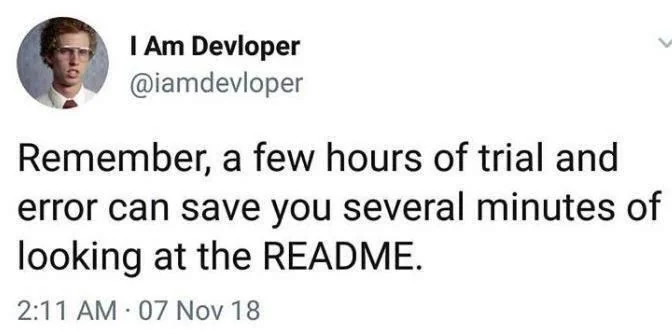 I Am Devloper
@iamdevloper
Remember, a few hours of trial and
error can save you several minutes of
looking at the README.
2:11 AM · 07 Nov 18